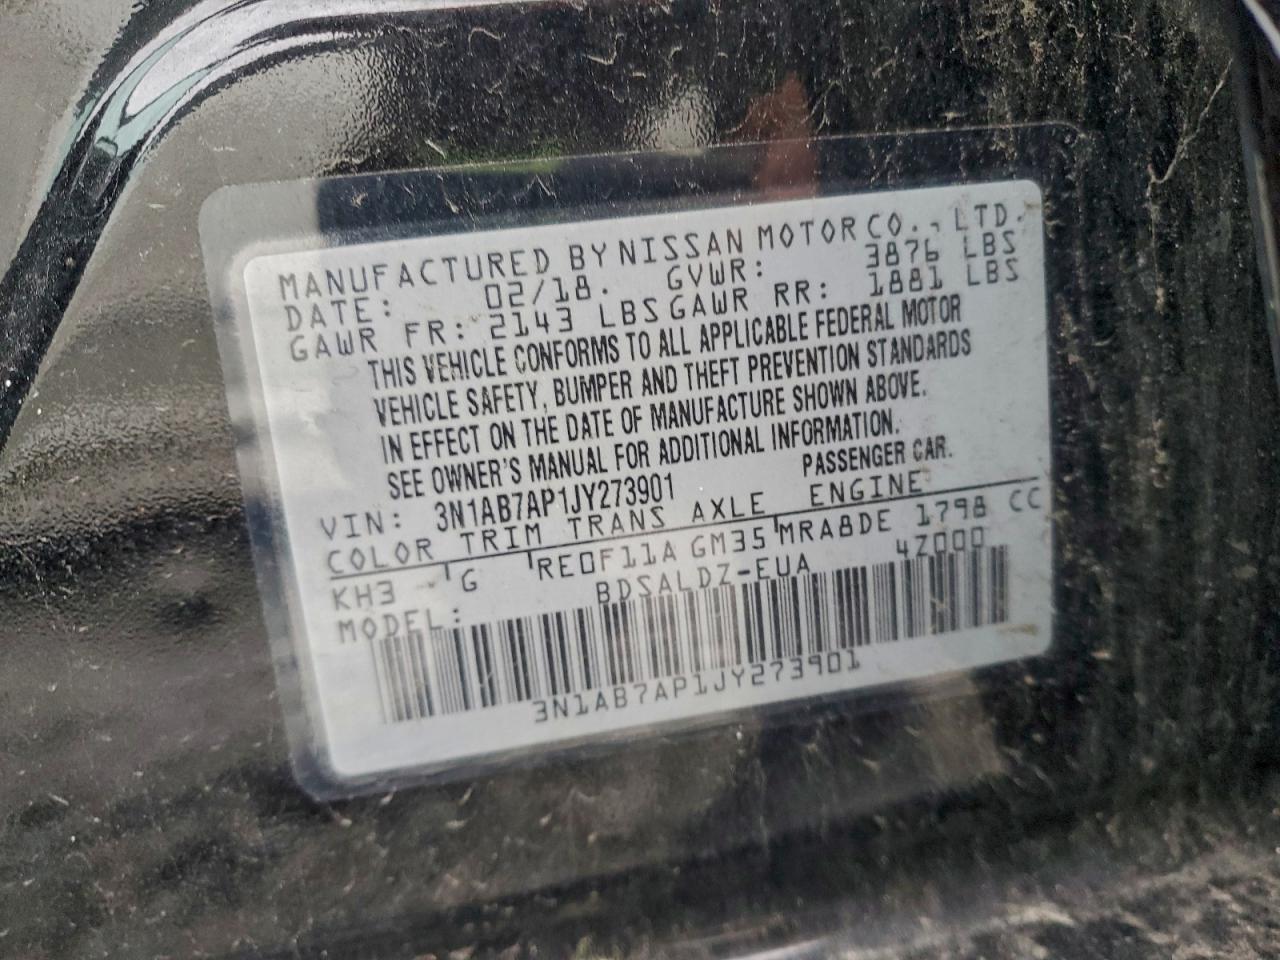 MANUFACTURED BY NISSAN MOTOR CO., LTD.
DATE: 02/18. GVWR: 3876 LBS
GAWR FR: 2143 LBS GAWR RR: 1881 LBS
THIS VEHICLE CONFORMS TO ALL APPLICABLE FEDERAL MOTOR
VEHICLE SAFETY, BUMPER AND THEFT PREVENTION STANDARDS
IN EFFECT ON THE DATE OF MANUFACTURE SHOWN ABOVE.
SEE OWNER'S MANUAL FOR ADDITIONAL INFORMATION.
VIN: 3N1AB7AP1JY273901 PASSENGER CAR.
COLOR TRIM TRANS AXLE ENGINE
KH3 G RE0F11A GM35 MRA8DE 1798 CC
MODEL: BDSALDZ-EUA 4Z000
3N1AB7AP1JY273901